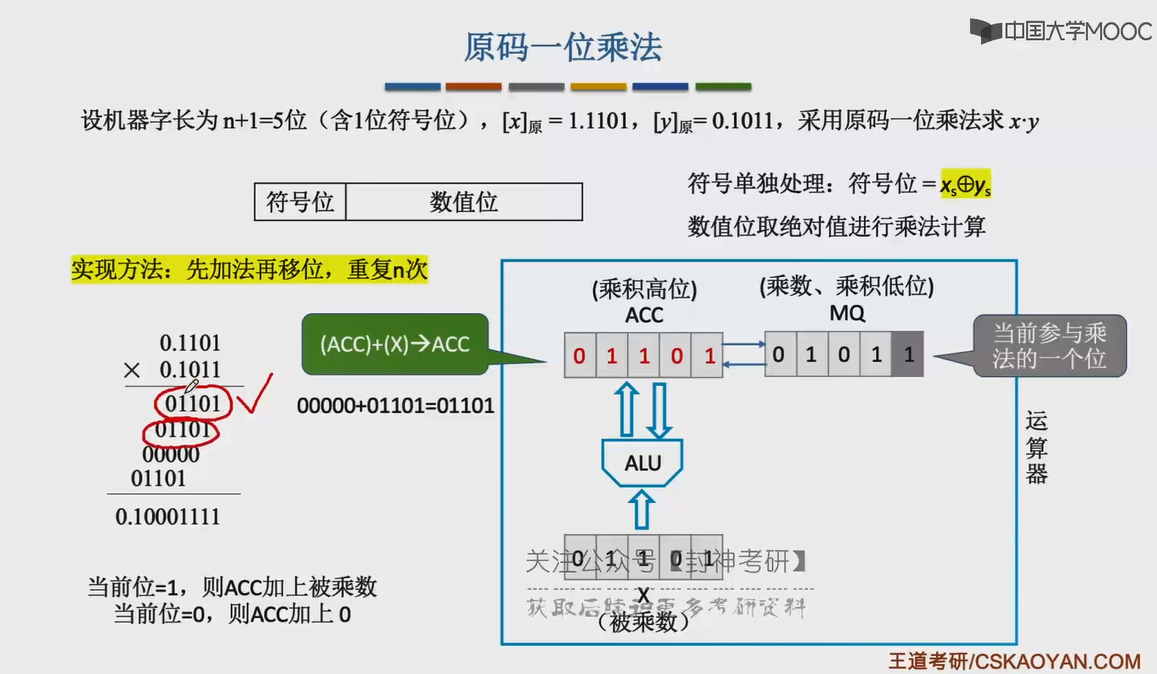 中国大学MOOC
原码一位乘法
设机器字长为 n+1=5位（含1位符号位），[x]原 = 1.1101，[y]原= 0.1011，采用原码一位乘法求 x·y
符号位 数值位
符号单独处理：符号位 = xs⊕ys
数值位取绝对值进行乘法计算
实现方法：先加法再移位，重复n次
(乘积高位) (乘数、乘积低位)
ACC MQ
0.1101
× 0.1011
01101
01101
00000
01101
0.10001111
(ACC)+(X)→ACC
00000+01101=01101
0 1 1 0 1
0 1 0 1 1
当前参与乘
法的一个位
运算器
ALU
0 1 1 0 1
X
（被乘数）
关注公众号【封神考研】
获取后续更多考研资料
当前位=1，则ACC加上被乘数
当前位=0，则ACC加上 0
王道考研/CSKAOYAN.COM